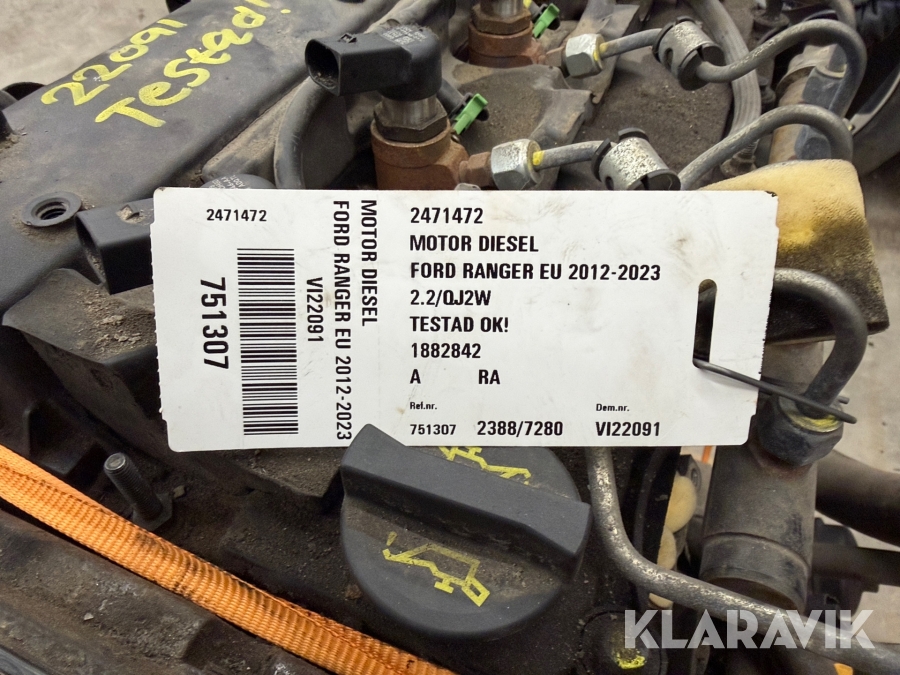 22091
Testad!
2471472
751307
MOTOR DIESEL
FORD RANGER EU 2012-2023
VI22091
2471472
MOTOR DIESEL
FORD RANGER EU 2012-2023
2.2/QJ2W
TESTAD OK!
1882842
A RA
Ref.nr. Dem.nr.
751307 2388/7280 VI22091
KLARAVIK